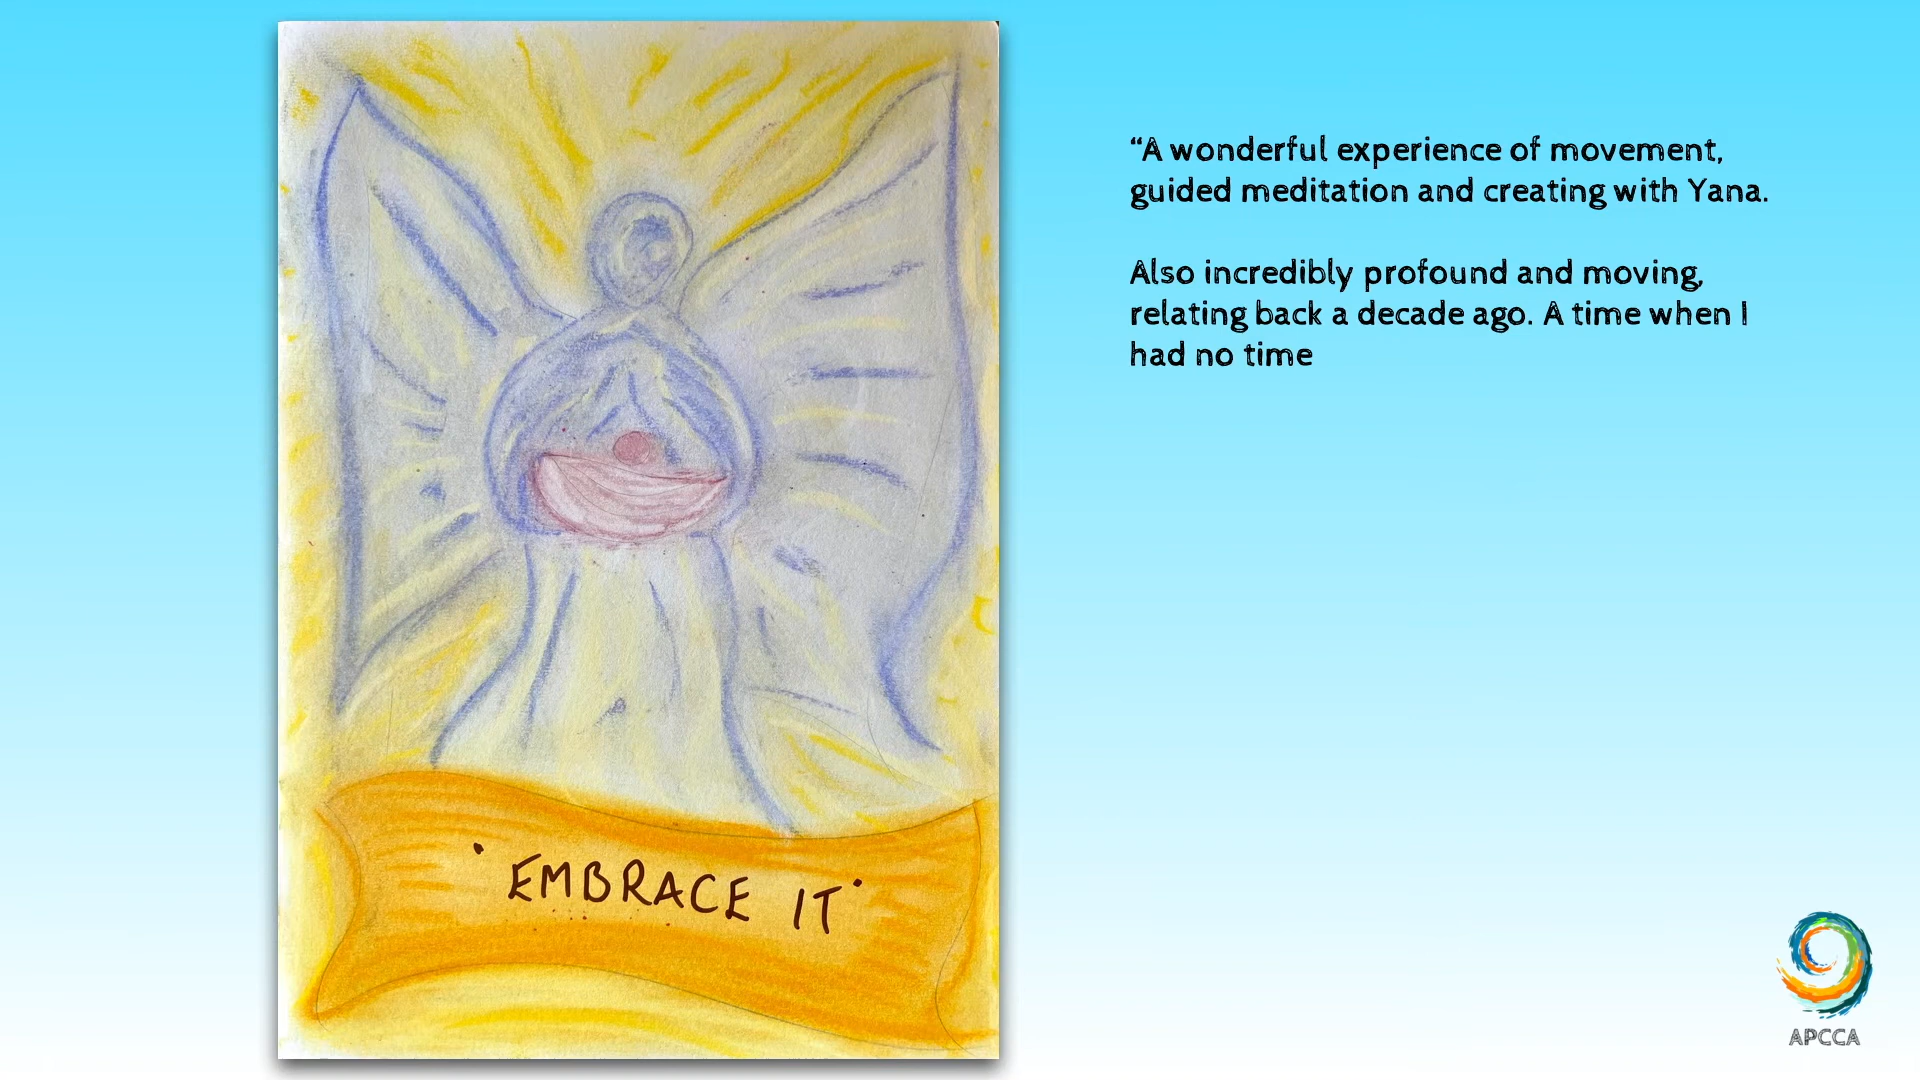 “A wonderful experience of movement,
guided meditation and creating with Yana.
Also incredibly profound and moving,
relating back a decade ago. A time when I
had no time
• EMBRACE IT •
APCCA